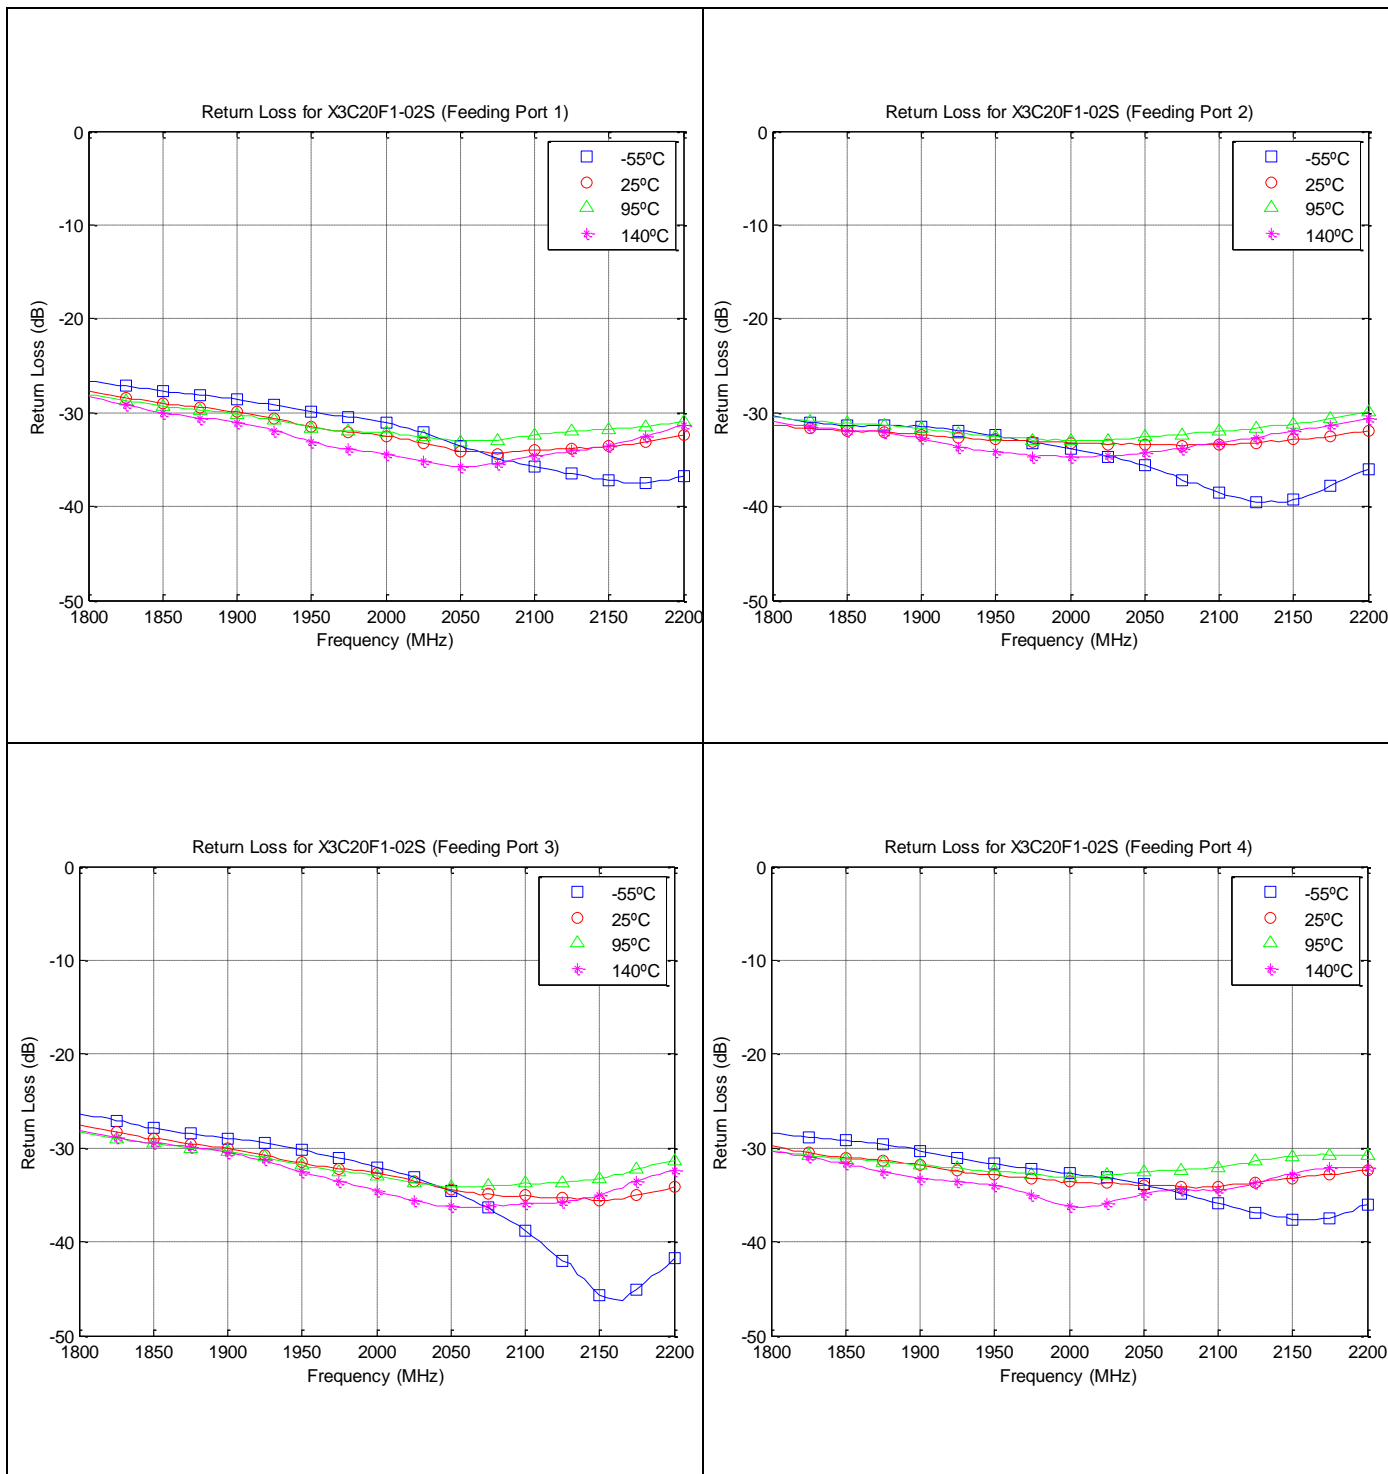 Return Loss for X3C20F1-02S (Feeding Port 1)
0
-10
-20
-30
-40
-50
Return Loss (dB)
-55ºC
25ºC
95ºC
140ºC
1800 1850 1900 1950 2000 2050 2100 2150 2200
Frequency (MHz)
Return Loss for X3C20F1-02S (Feeding Port 2)
0
-10
-20
-30
-40
-50
Return Loss (dB)
-55ºC
25ºC
95ºC
140ºC
1800 1850 1900 1950 2000 2050 2100 2150 2200
Frequency (MHz)
Return Loss for X3C20F1-02S (Feeding Port 3)
0
-10
-20
-30
-40
-50
Return Loss (dB)
-55ºC
25ºC
95ºC
140ºC
1800 1850 1900 1950 2000 2050 2100 2150 2200
Frequency (MHz)
Return Loss for X3C20F1-02S (Feeding Port 4)
0
-10
-20
-30
-40
-50
Return Loss (dB)
-55ºC
25ºC
95ºC
140ºC
1800 1850 1900 1950 2000 2050 2100 2150 2200
Frequency (MHz)